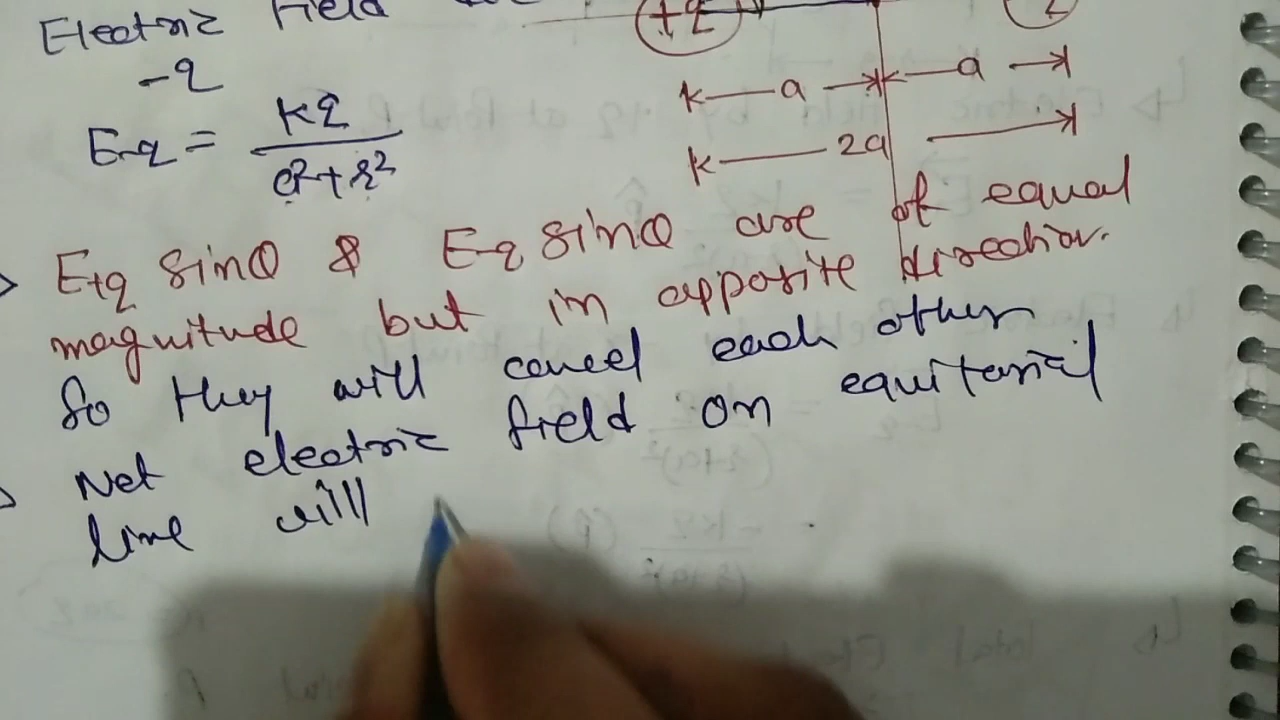 Electric Field
+q
-q
k—a→k—a→
E-q = kq / a²+r²
k—2a→
E+q sinθ & E-q sinθ are of equal
magnitude but in opposite direction.
So they will cancel each other
Net electric field on equitorial
line will